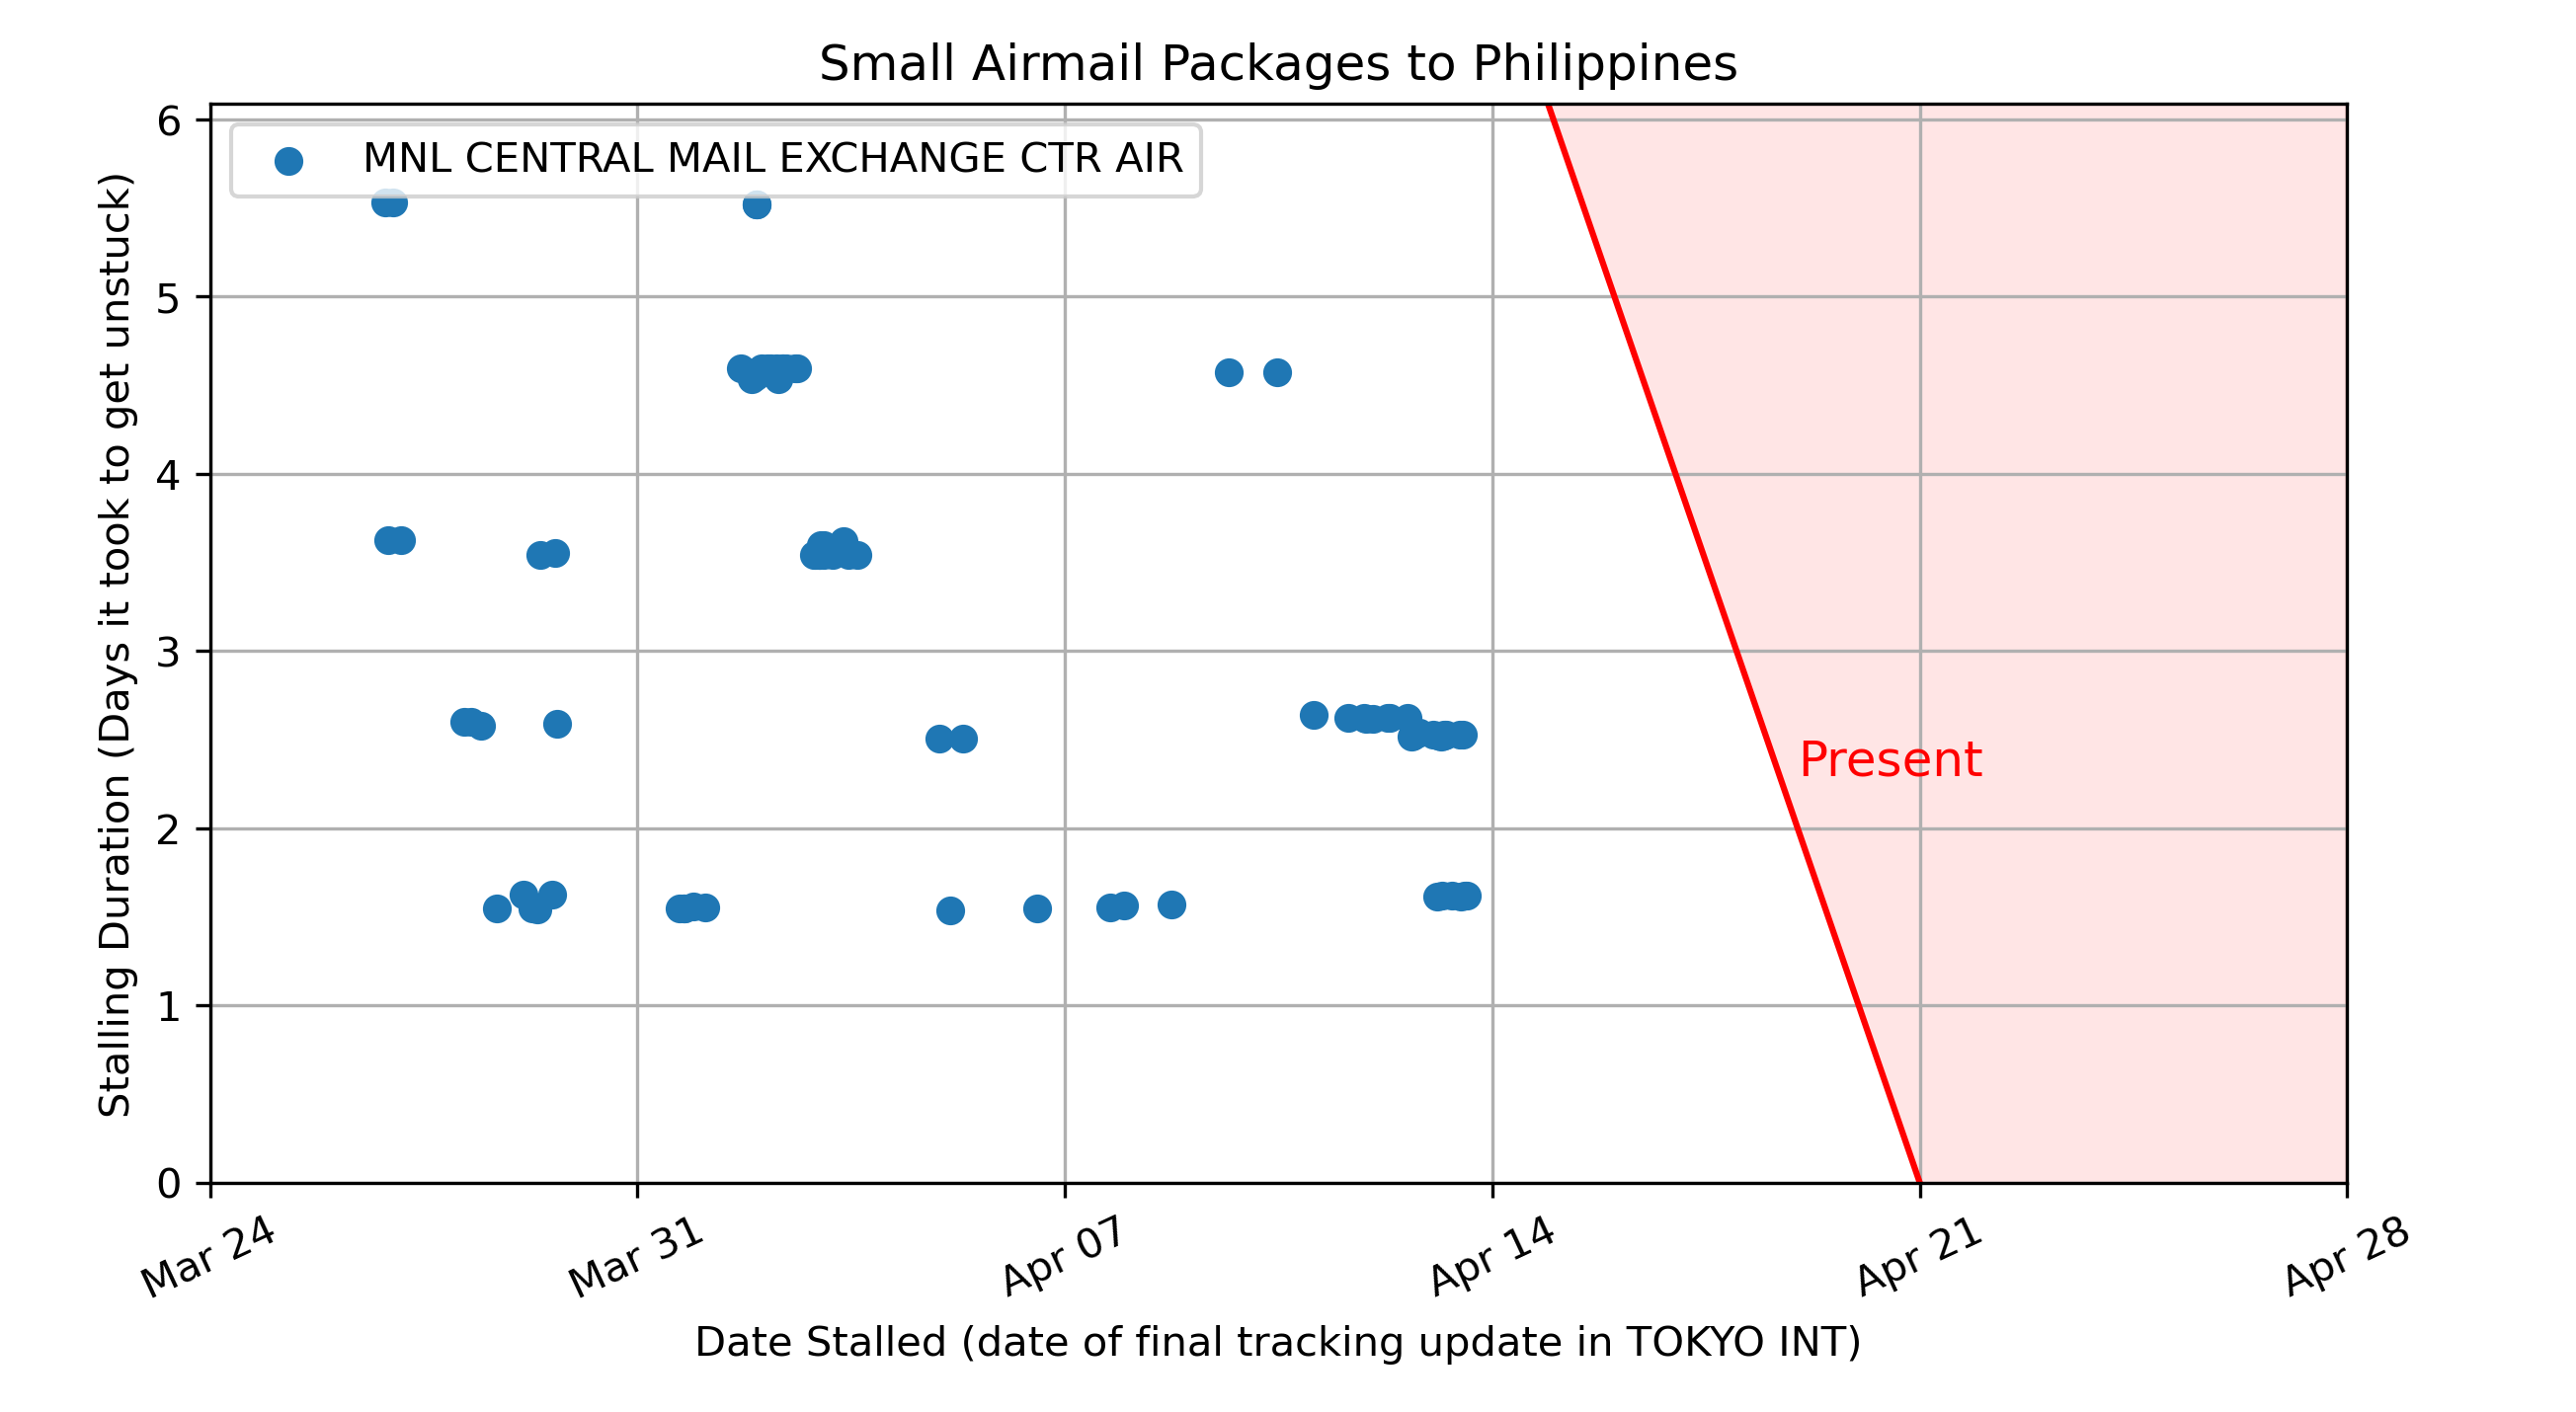 Small Airmail Packages to Philippines
MNL CENTRAL MAIL EXCHANGE CTR AIR
Stalling Duration (Days it took to get unstuck)
6
5
4
3
2
1
0
Present
Mar 24
Mar 31
Apr 07
Apr 14
Apr 21
Apr 28
Date Stalled (date of final tracking update in TOKYO INT)